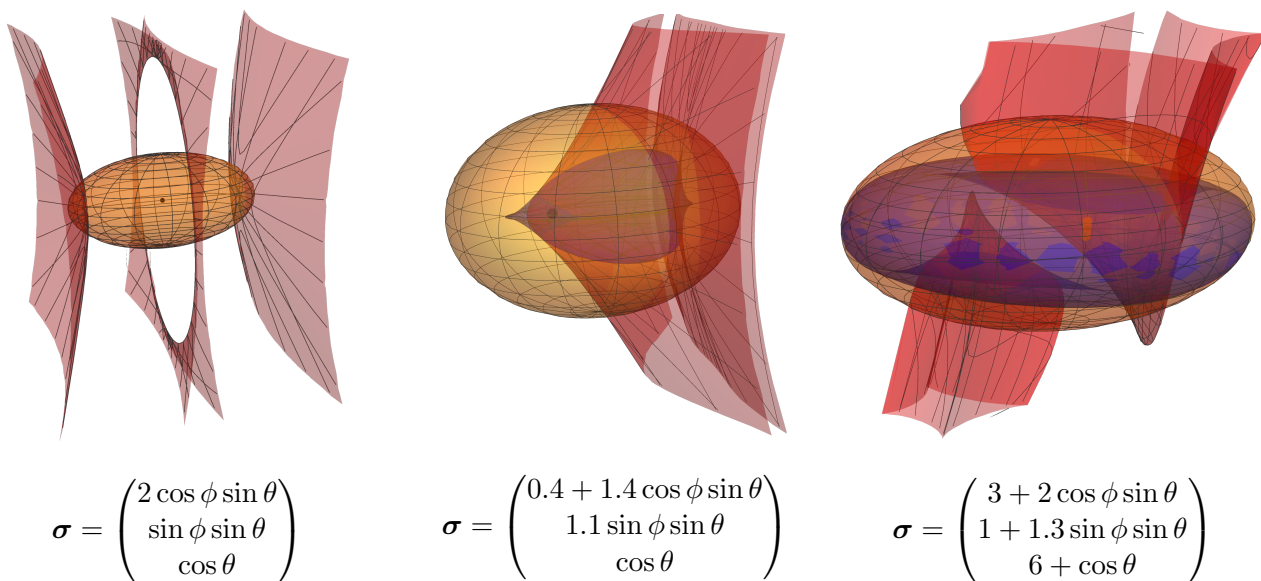 σ = (2 cos ϕ sin θ
sin ϕ sin θ
cos θ)
σ = (0.4 + 1.4 cos ϕ sin θ
1.1 sin ϕ sin θ
cos θ)
σ = (3 + 2 cos ϕ sin θ
1 + 1.3 sin ϕ sin θ
6 + cos θ)